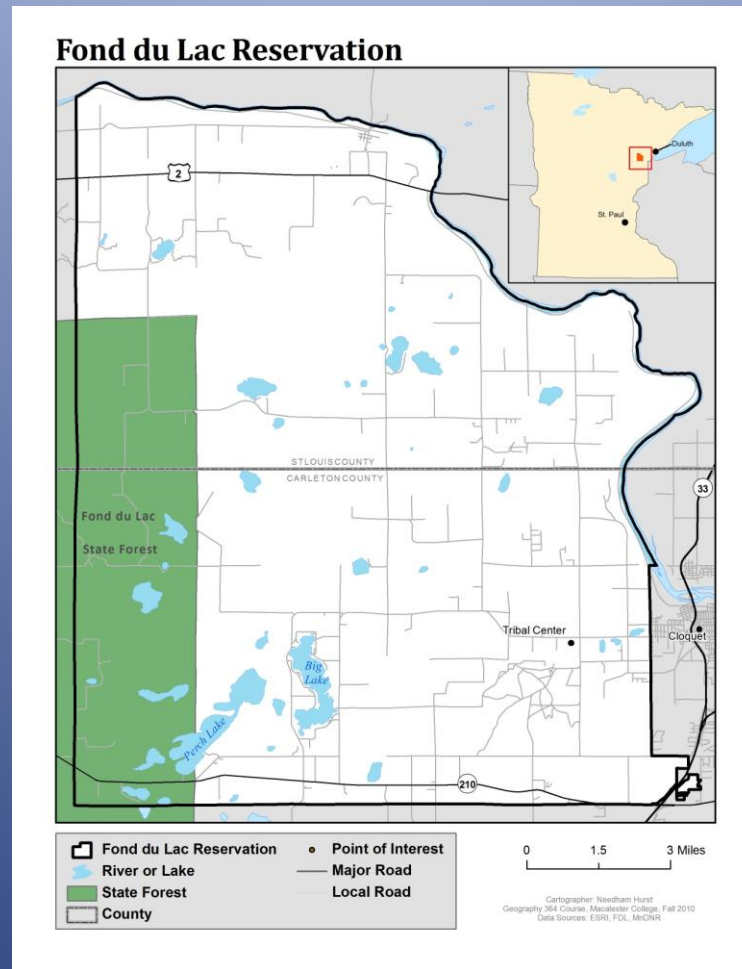 Fond du Lac Reservation
Duluth
St. Paul
2
ST LOUIS COUNTY
CARLETON COUNTY
33
Fond du Lac
State Forest
Tribal Center
Cloquet
Big
Lake
Perch Lake
210
Fond du Lac Reservation
Point of Interest
River or Lake
Major Road
State Forest
Local Road
County
0 1.5 3 Miles
Cartographer: Needham Hurst
Geography 364 Course, Macalester College, Fall 2010
Data Sources: ESRI, FDL, MnDNR